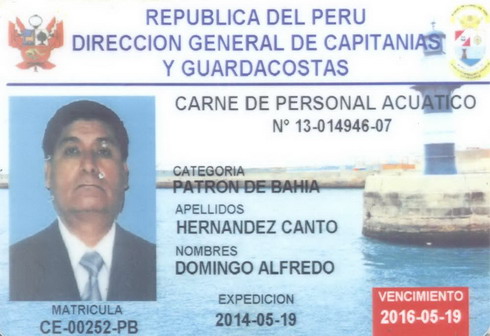 REPUBLICA DEL PERU
DIRECCION GENERAL DE CAPITANIAS
Y GUARDACOSTAS
CARNE DE PERSONAL ACUATICO
N° 13-014946-07
CATEGORIA
PATRON DE BAHIA
APELLIDOS
HERNANDEZ CANTO
NOMBRES
DOMINGO ALFREDO
MATRICULA
CE-00252-PB
EXPEDICION
2014-05-19
VENCIMIENTO
2016-05-19